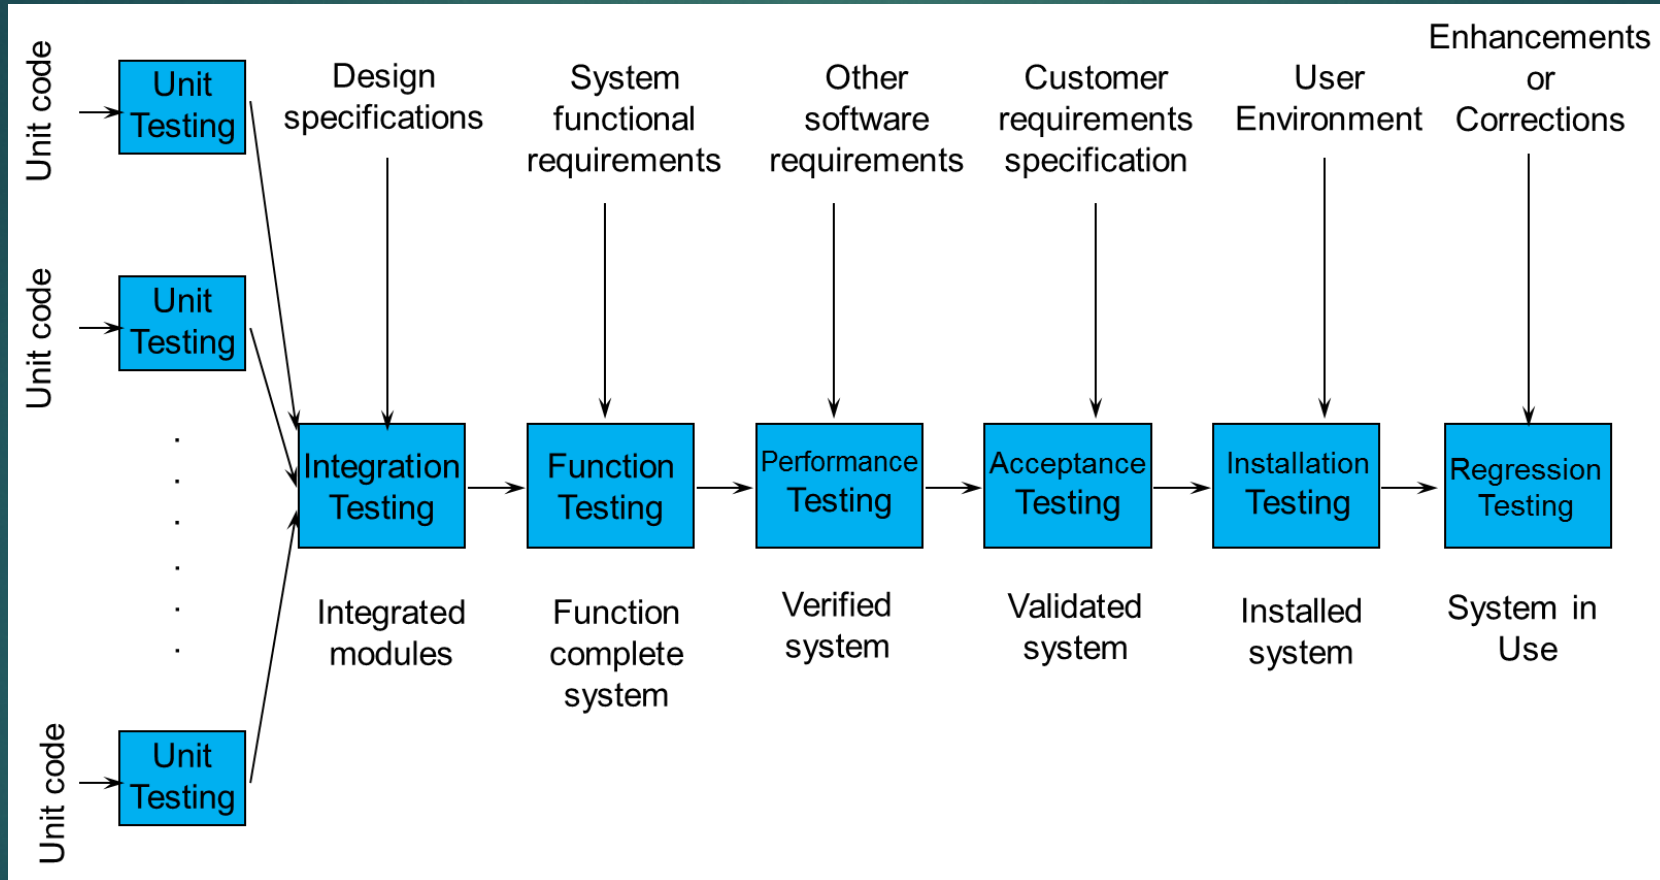 Unit code
Unit
Testing
Unit code
Unit
Testing
.
.
.
.
.
.
Unit code
Unit
Testing
Design
specifications
System
functional
requirements
Other
software
requirements
Customer
requirements
specification
User
Environment
Enhancements
or
Corrections
Integration
Testing
Function
Testing
Performance
Testing
Acceptance
Testing
Installation
Testing
Regression
Testing
Integrated
modules
Function
complete
system
Verified
system
Validated
system
Installed
system
System in
Use